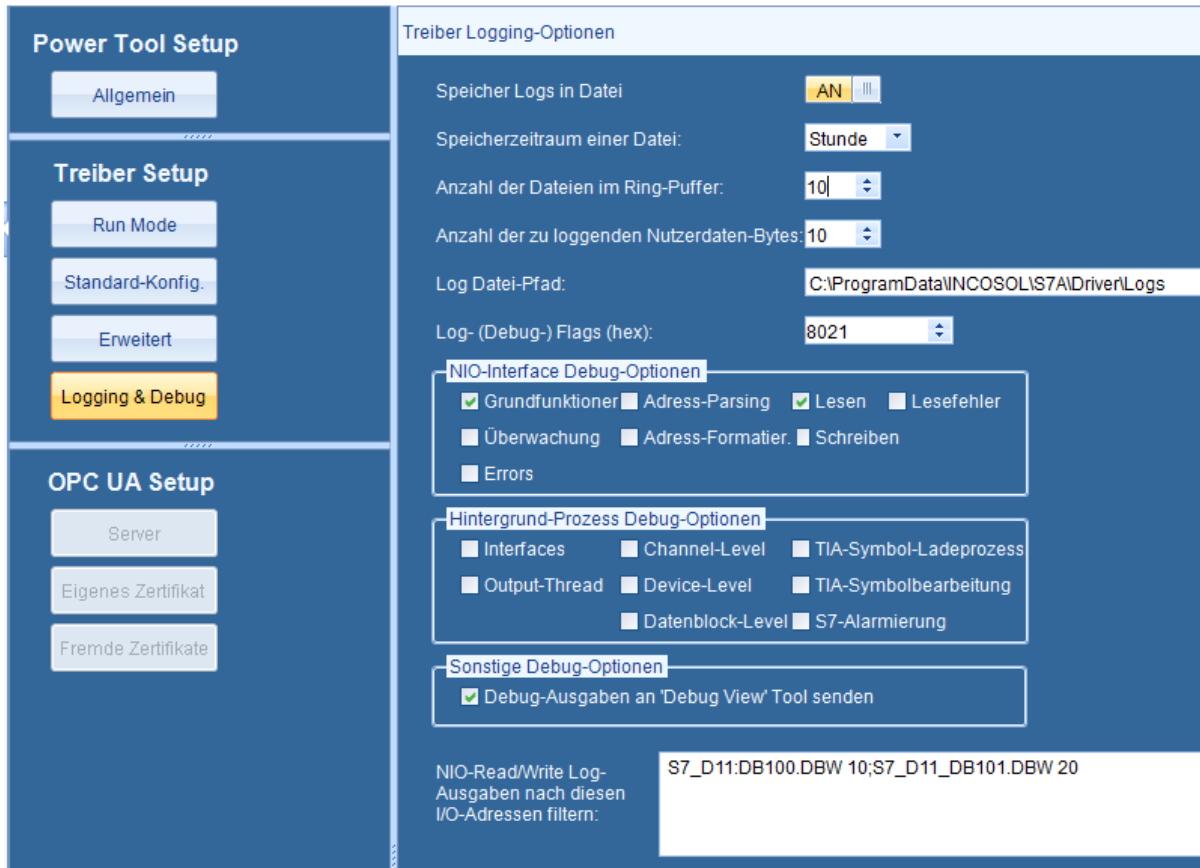 Power Tool Setup
Allgemein
Treiber Setup
Run Mode
Standard-Konfig.
Erweitert
Logging & Debug
OPC UA Setup
Server
Eigenes Zertifikat
Fremde Zertifikate
Treiber Logging-Optionen
Speicher Logs in Datei AN
Speicherzeitraum einer Datei: Stunde
Anzahl der Dateien im Ring-Puffer: 10
Anzahl der zu loggenden Nutzerdaten-Bytes: 10
Log Datei-Pfad: C:\ProgramData\INCOSOL\S7A\Driver\Logs
Log- (Debug-) Flags (hex): 8021
NIO-Interface Debug-Optionen
Grundfunktioner Adress-Parsing Lesen Lesefehler
Überwachung Adress-Formatier. Schreiben
Errors
Hintergrund-Prozess Debug-Optionen
Interfaces Channel-Level TIA-Symbol-Ladeprozess
Output-Thread Device-Level TIA-Symbolbearbeitung
Datenblock-Level S7-Alarmierung
Sonstige Debug-Optionen
Debug-Ausgaben an 'Debug View' Tool senden
NIO-Read/Write Log-
Ausgaben nach diesen
I/O-Adressen filtern:
S7_D11:DB100.DBW 10;S7_D11_DB101.DBW 20